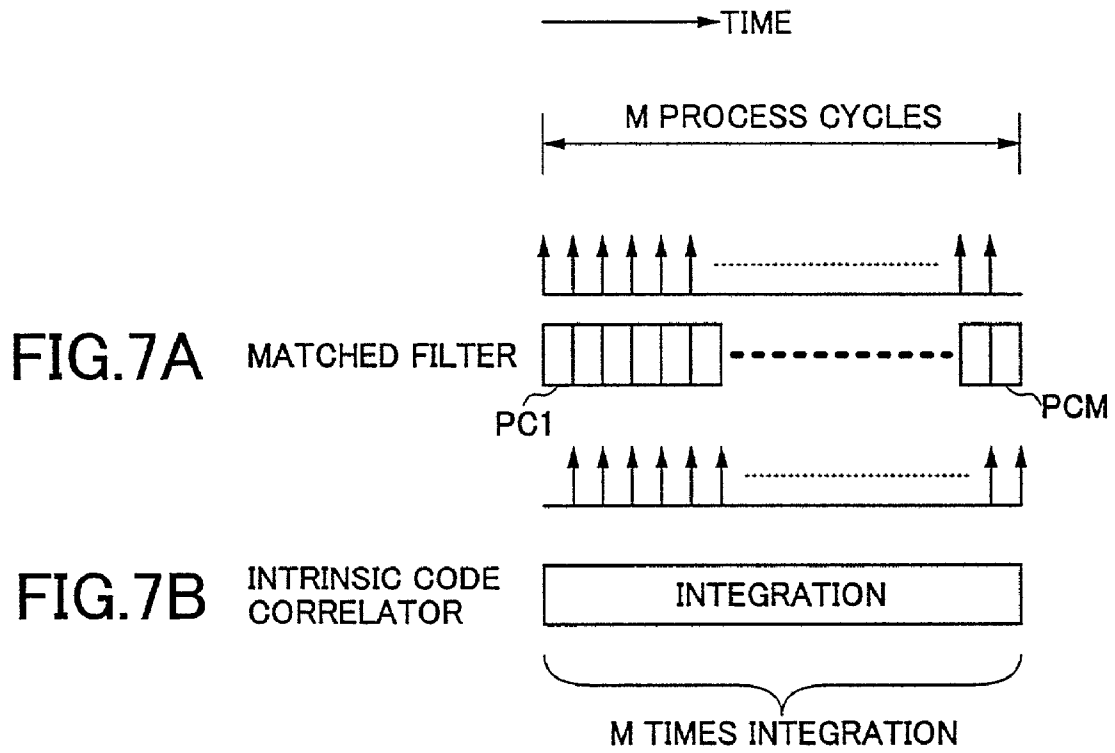 TIME
M PROCESS CYCLES
FIG.7A MATCHED FILTER
PC1
PCM
FIG.7B
INTRINSIC CODE
CORRELATOR
INTEGRATION
M TIMES INTEGRATION